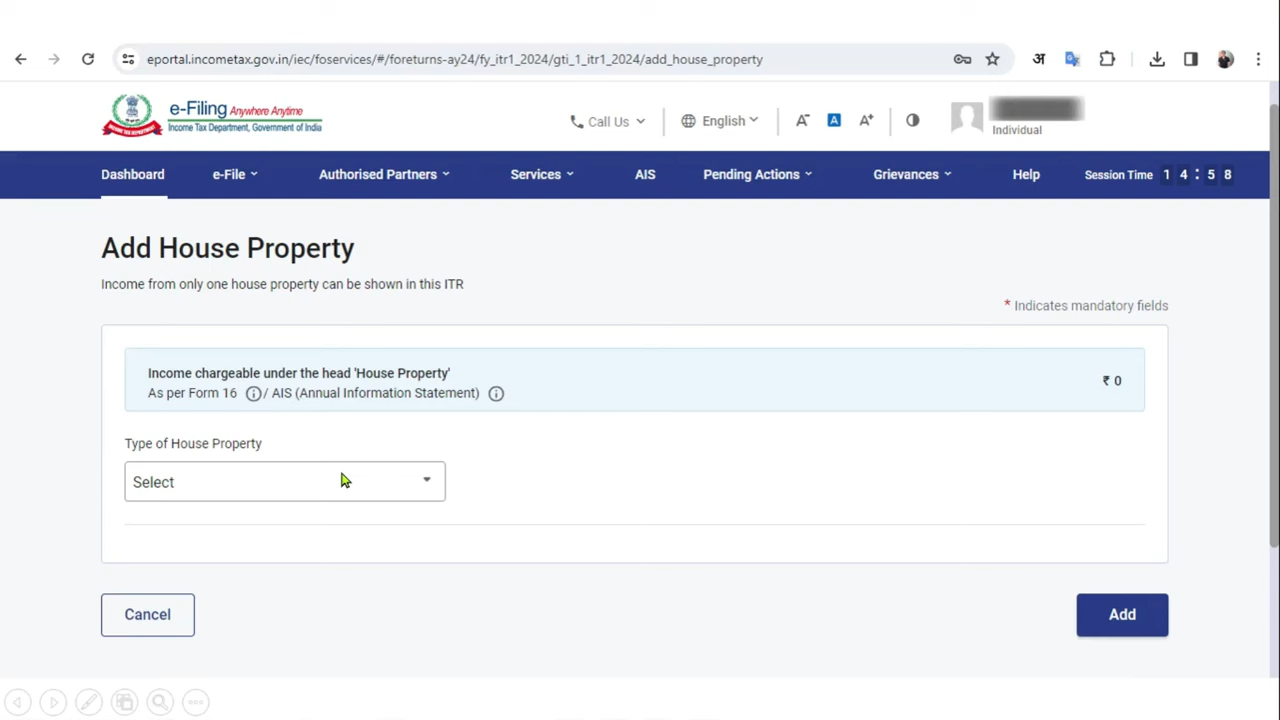 eportal.incometax.gov.in/iec/foservices/#/foreturns-ay24/fy_itr1_2024/gti_1_itr1_2024/add_house_property
अ
e-Filing Anywhere Anytime
Income Tax Department, Government of India
Call Us
English
A-
A
A+
Individual
Dashboard
e-File
Authorised Partners
Services
AIS
Pending Actions
Grievances
Help
Session Time 1 4 : 5 8
Add House Property
Income from only one house property can be shown in this ITR
* Indicates mandatory fields
Income chargeable under the head 'House Property'
As per Form 16 / AIS (Annual Information Statement)
₹ 0
Type of House Property
Select
Cancel
Add